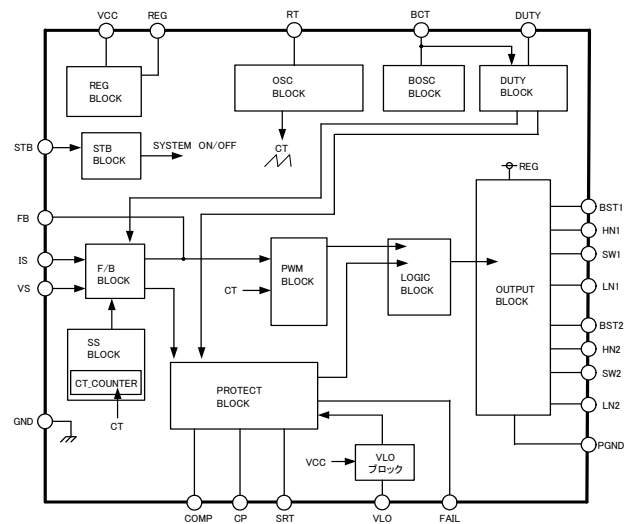 VCC
REG
RT
BCT
DUTY
REG
BLOCK
OSC
BLOCK
BOSC
BLOCK
DUTY
BLOCK
STB
STB
BLOCK
SYSTEM ON/OFF
CT
REG
FB
IS
VS
F/B
BLOCK
PWM
BLOCK
CT
LOGIC
BLOCK
OUTPUT
BLOCK
BST1
HN1
SW1
LN1
BST2
HN2
SW2
LN2
PGND
SS
BLOCK
CT_COUNTER
CT
GND
PROTECT
BLOCK
VCC
VLO
ブロック
COMP
CP
SRT
VLO
FAIL